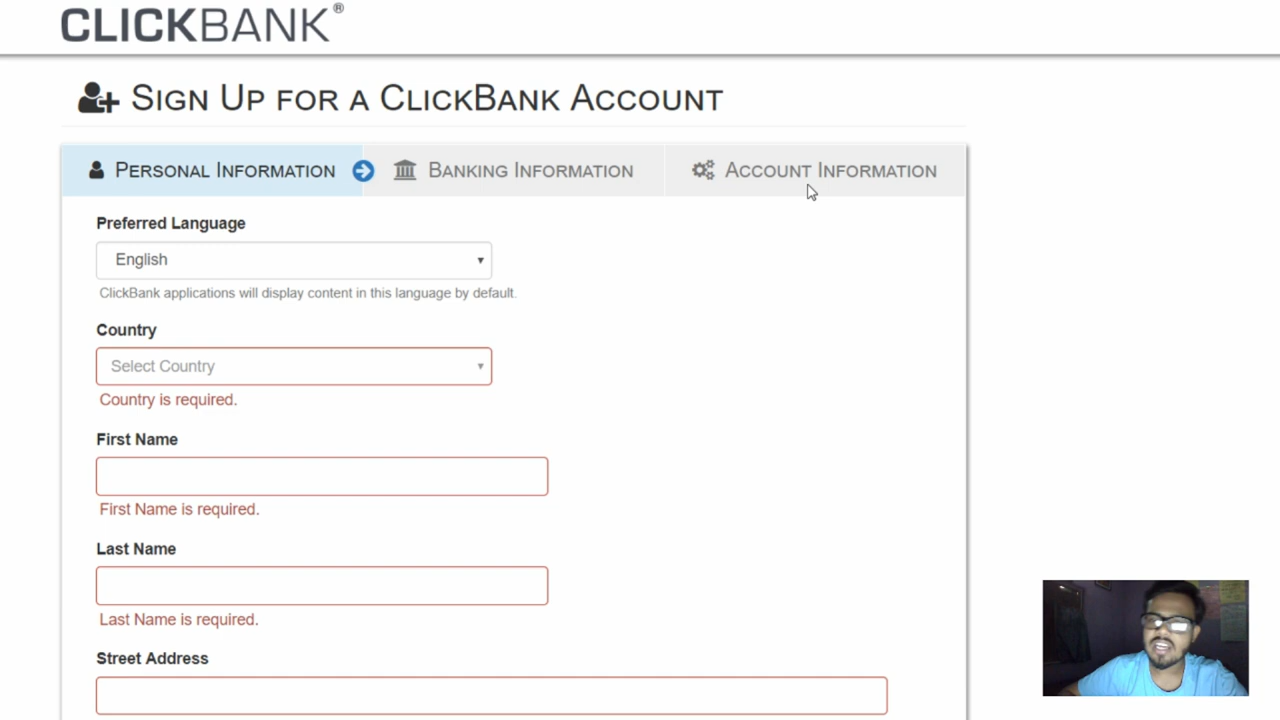 CLICKBANK®
SIGN UP FOR A CLICKBANK ACCOUNT
PERSONAL INFORMATION
BANKING INFORMATION
ACCOUNT INFORMATION
Preferred Language
English
ClickBank applications will display content in this language by default.
Country
Select Country
Country is required.
First Name
First Name is required.
Last Name
Last Name is required.
Street Address